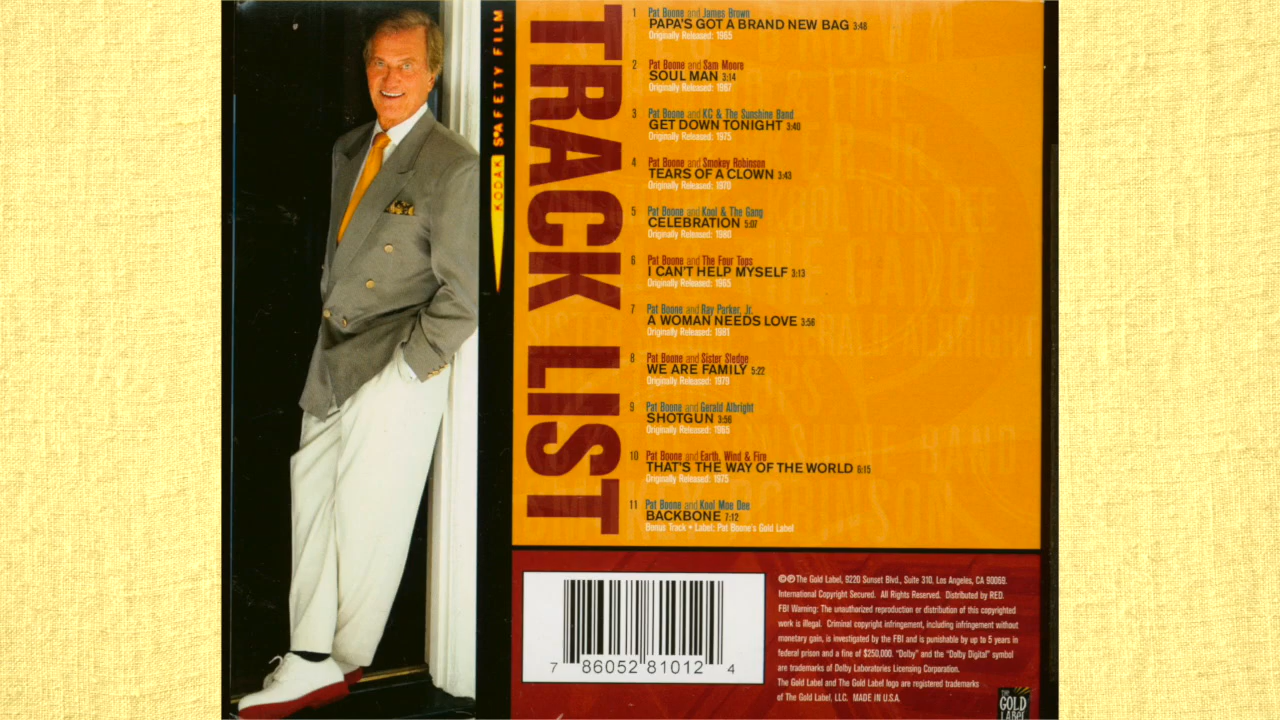 KODAK SAFETY FILM
TRACK LIST
1 Pat Boone and James Brown
PAPA'S GOT A BRAND NEW BAG 3:48
Originally Released: 1965
2 Pat Boone and Sam Moore
SOUL MAN 3:14
Originally Released: 1967
3 Pat Boone and KC & The Sunshine Band
GET DOWN TONIGHT 3:40
Originally Released: 1975
4 Pat Boone and Smokey Robinson
TEARS OF A CLOWN 3:43
Originally Released: 1970
5 Pat Boone and Kool & The Gang
CELEBRATION 5:07
Originally Released: 1980
6 Pat Boone and The Four Tops
I CAN'T HELP MYSELF 3:13
Originally Released: 1965
7 Pat Boone and Ray Parker, Jr.
A WOMAN NEEDS LOVE 3:56
Originally Released: 1981
8 Pat Boone and Sister Sledge
WE ARE FAMILY 5:22
Originally Released: 1979
9 Pat Boone and Gerald Albright
SHOTGUN 3:56
Originally Released: 1965
10 Pat Boone and Earth, Wind & Fire
THAT'S THE WAY OF THE WORLD 6:15
Originally Released: 1975
11 Pat Boone and Kool Moe Dee
BACKBONE 7:12
Bonus Track • Label: Pat Boone's Gold Label
7 86052 81012 4
©℗The Gold Label, 9220 Sunset Blvd., Suite 310, Los Angeles, CA 90069.
International Copyright Secured. All Rights Reserved. Distributed by RED.
FBI Warning: The unauthorized reproduction or distribution of this copyrighted
work is illegal. Criminal copyright infringement, including infringement without
monetary gain, is investigated by the FBI and is punishable by up to 5 years in
federal prison and a fine of $250,000. "Dolby" and the "Dolby Digital" symbol
are trademarks of Dolby Laboratories Licensing Corporation.
The Gold Label and The Gold Label logo are registered trademarks
of The Gold Label, LLC. MADE IN U.S.A.
THE
GOLD
LABEL